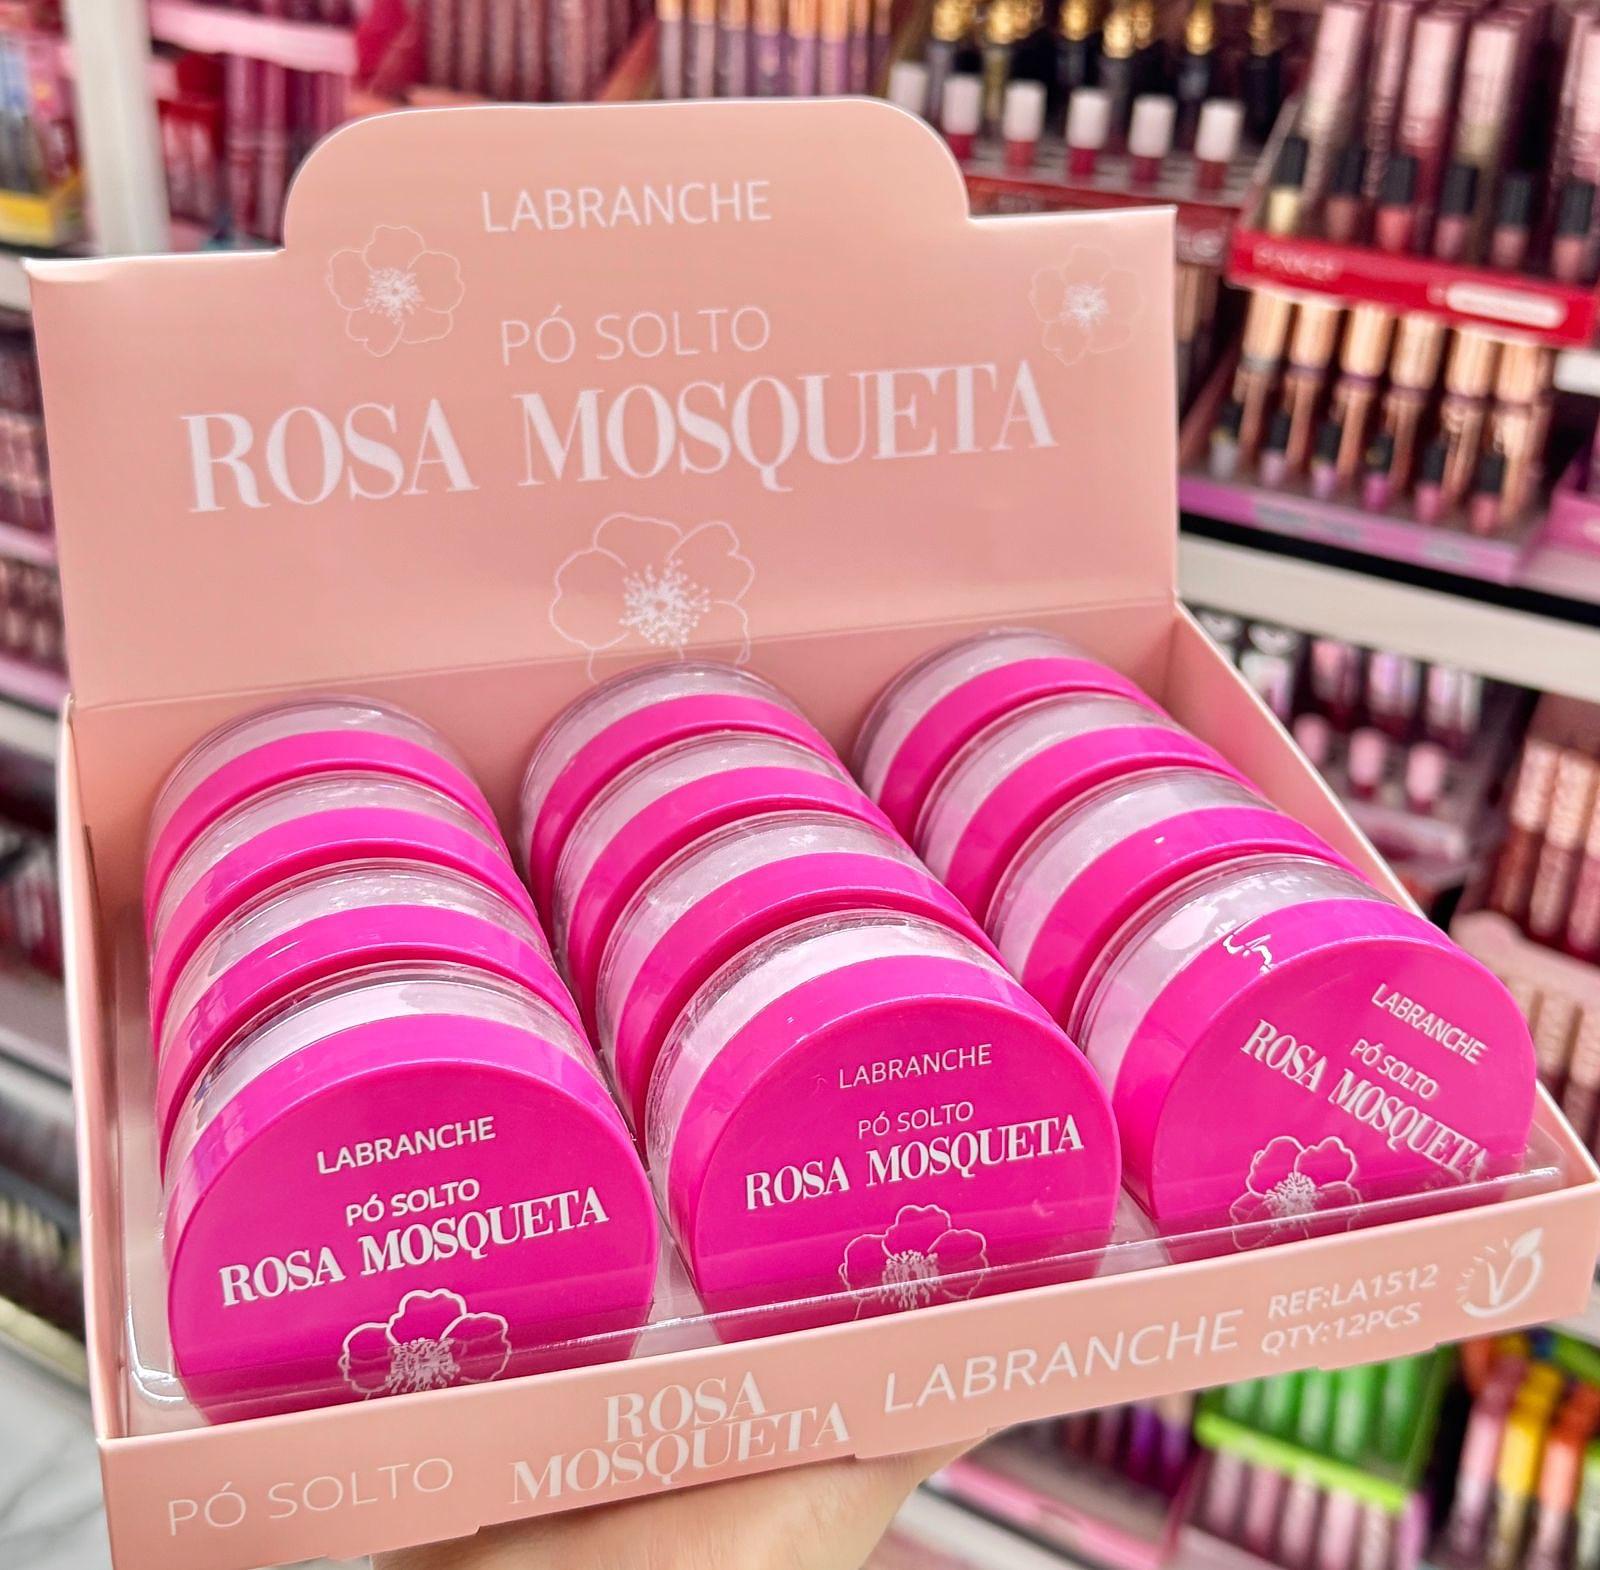 LABRANCHE
PÓ SOLTO
ROSA MOSQUETA
LABRANCHE
PÓ SOLTO
ROSA MOSQUETA
LABRANCHE
PÓ SOLTO
ROSA MOSQUETA
LABRANCHE
PÓ SOLTO
ROSA MOSQUETA
PÓ SOLTO
ROSA
MOSQUETA
LABRANCHE
REF:LA1512
QTY:12PCS